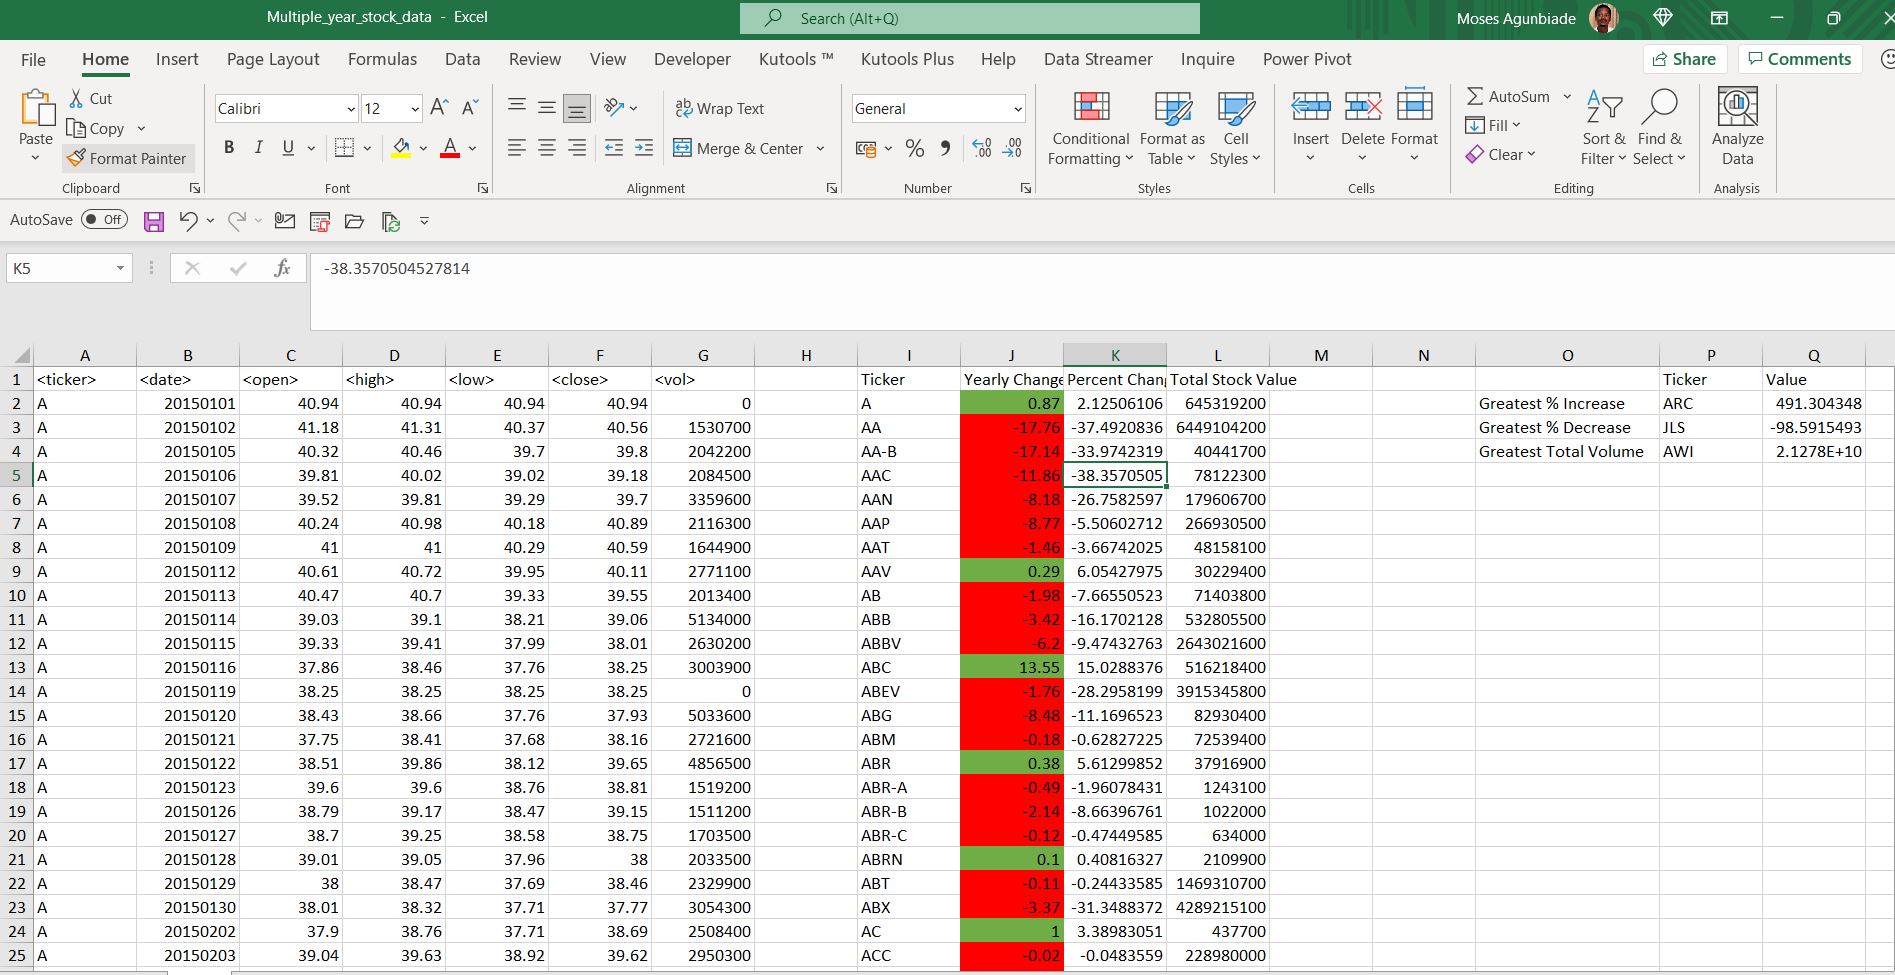 Multiple_year_stock_data - Excel
Search (Alt+Q)
Moses Agunbiade
File Home Insert Page Layout Formulas Data Review View Developer Kutools ™ Kutools Plus Help Data Streamer Inquire Power Pivot Share Comments
Paste Cut Copy Format Painter Clipboard
Calibri 12 B I U A Font
ab Wrap Text Merge & Center Alignment
General % Number
Conditional Formatting Format as Table Cell Styles Styles
Insert Delete Format Cells
AutoSum Fill Clear Sort & Filter Find & Select Editing
Analyze Data Analysis
AutoSave Off
K5 fx -38.3570504527814
A B C D E F G H I J K L M N O P Q
1 <ticker> <date> <open> <high> <low> <close> <vol> Ticker Yearly Change Percent Chang Total Stock Value Ticker Value
2 A 20150101 40.94 40.94 40.94 40.94 0 A 0.87 2.12506106 645319200 Greatest % Increase ARC 491.304348
3 A 20150102 41.18 41.31 40.37 40.56 1530700 AA -17.76 -37.4920836 6449104200 Greatest % Decrease JLS -98.5915493
4 A 20150105 40.32 40.46 39.7 39.8 2042200 AA-B -17.14 -33.9742319 40441700 Greatest Total Volume AWI 2.1278E+10
5 A 20150106 39.81 40.02 39.02 39.18 2084500 AAC -11.86 -38.3570505 78122300
6 A 20150107 39.52 39.81 39.29 39.7 3359600 AAN -8.18 -26.7582597 179606700
7 A 20150108 40.24 40.98 40.18 40.89 2116300 AAP -8.77 -5.50602712 266930500
8 A 20150109 41 41 40.29 40.59 1644900 AAT -1.46 -3.66742025 48158100
9 A 20150112 40.61 40.72 39.95 40.11 2771100 AAV 0.29 6.05427975 30229400
10 A 20150113 40.47 40.7 39.33 39.55 2013400 AB -1.98 -7.66550523 71403800
11 A 20150114 39.03 39.1 38.21 39.06 5134000 ABB -3.42 -16.1702128 532805500
12 A 20150115 39.33 39.41 37.99 38.01 2630200 ABBV -6.2 -9.47432763 2643021600
13 A 20150116 37.86 38.46 37.76 38.25 3003900 ABC 13.55 15.0288376 516218400
14 A 20150119 38.25 38.25 38.25 38.25 0 ABEV -1.76 -28.2958199 3915345800
15 A 20150120 38.43 38.66 37.76 37.93 5033600 ABG -8.48 -11.1696523 82930400
16 A 20150121 37.75 38.41 37.68 38.16 2721600 ABM -0.18 -0.62827225 72539400
17 A 20150122 38.51 39.86 38.12 39.65 4856500 ABR 0.38 5.61299852 37916900
18 A 20150123 39.6 39.6 38.76 38.81 1519200 ABR-A -0.49 -1.96078431 1243100
19 A 20150126 38.79 39.17 38.47 39.15 1511200 ABR-B -2.14 -8.66396761 1022000
20 A 20150127 38.7 39.25 38.58 38.75 1703500 ABR-C -0.12 -0.47449585 634000
21 A 20150128 39.01 39.05 37.96 38 2033500 ABRN 0.1 0.40816327 2109900
22 A 20150129 38 38.47 37.69 38.46 2329900 ABT -0.11 -0.24433585 1469310700
23 A 20150130 38.01 38.32 37.71 37.77 3054300 ABX -3.37 -31.3488372 4289215100
24 A 20150202 37.9 38.76 37.71 38.69 2508400 AC 1 3.38983051 437700
25 A 20150203 39.04 39.63 38.92 39.62 2950300 ACC -0.02 -0.0483559 228980000